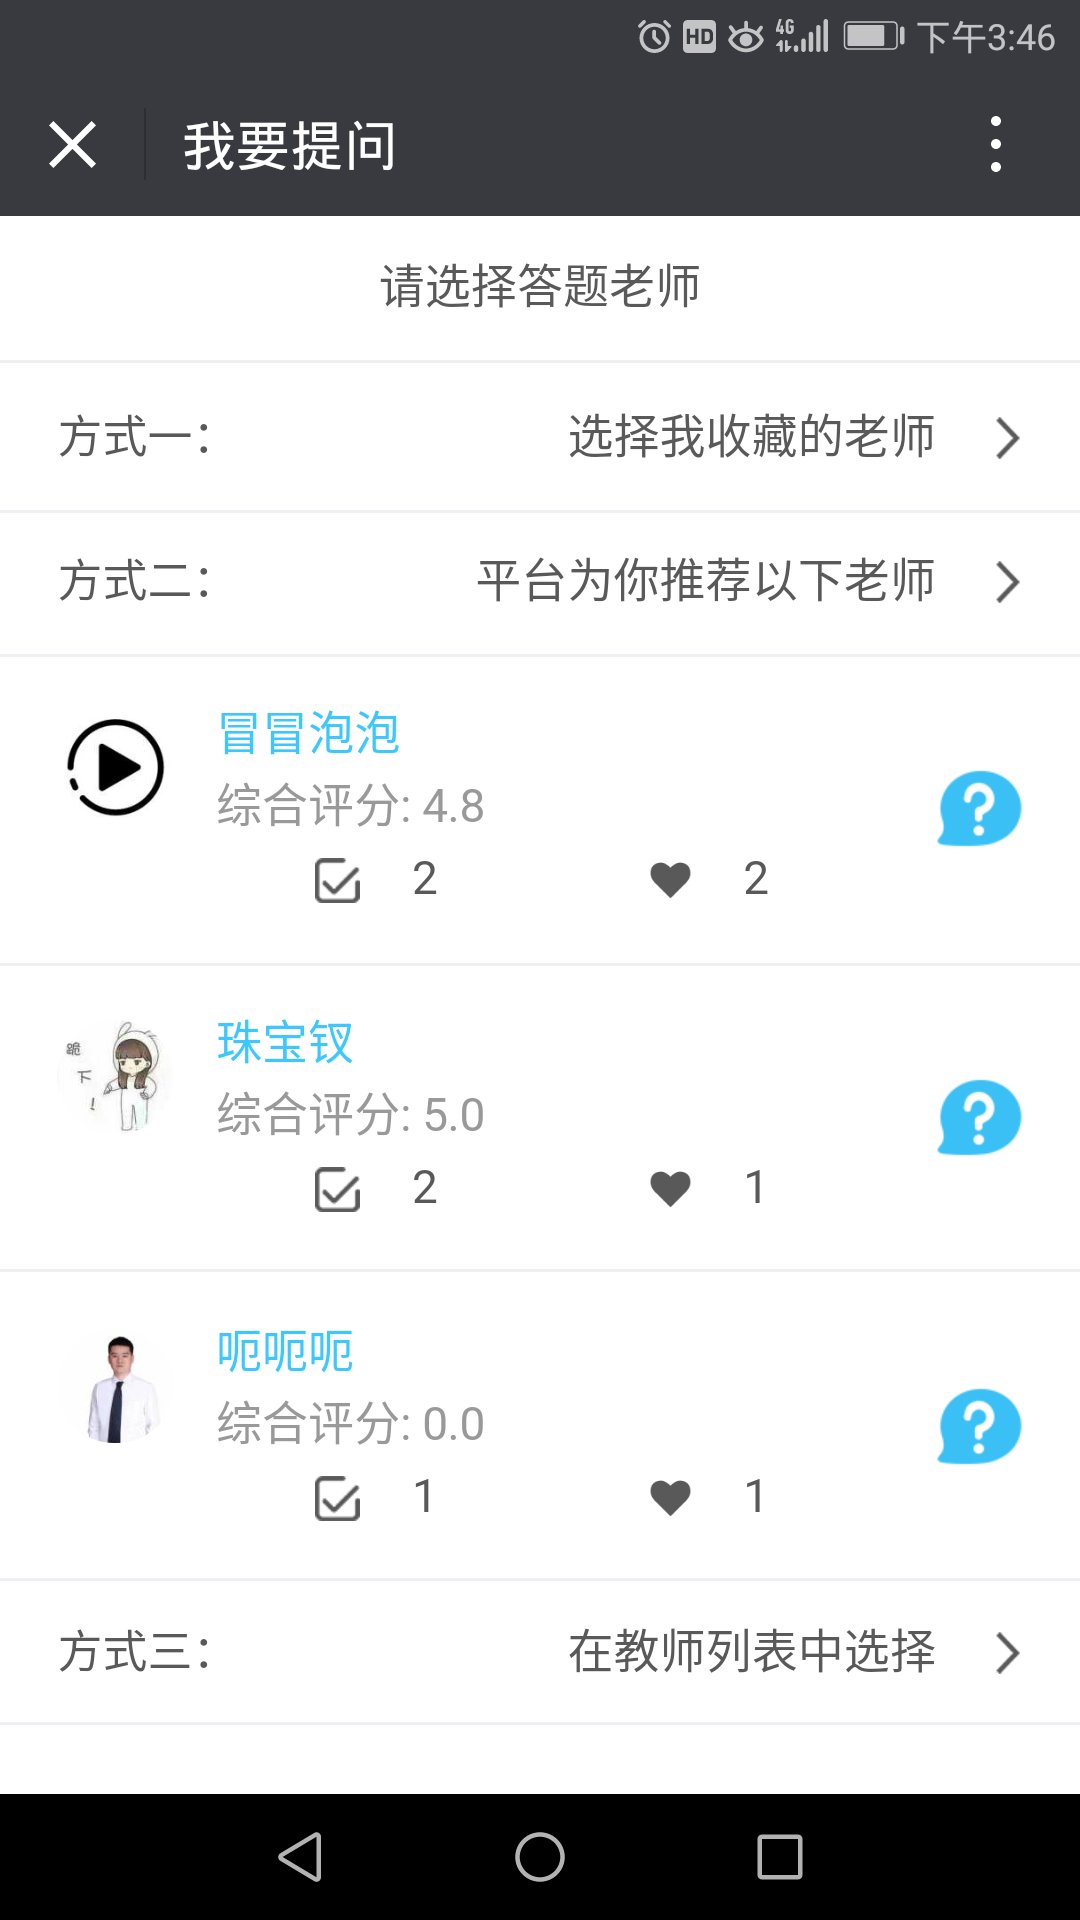 HD 4G 下午3:46
我要提问
请选择答题老师
方式一： 选择我收藏的老师
方式二： 平台为你推荐以下老师
冒冒泡泡
综合评分: 4.8
2 2
珠宝钗
跪
下
!
综合评分: 5.0
2 1
呃呃呃
综合评分: 0.0
1 1
方式三： 在教师列表中选择